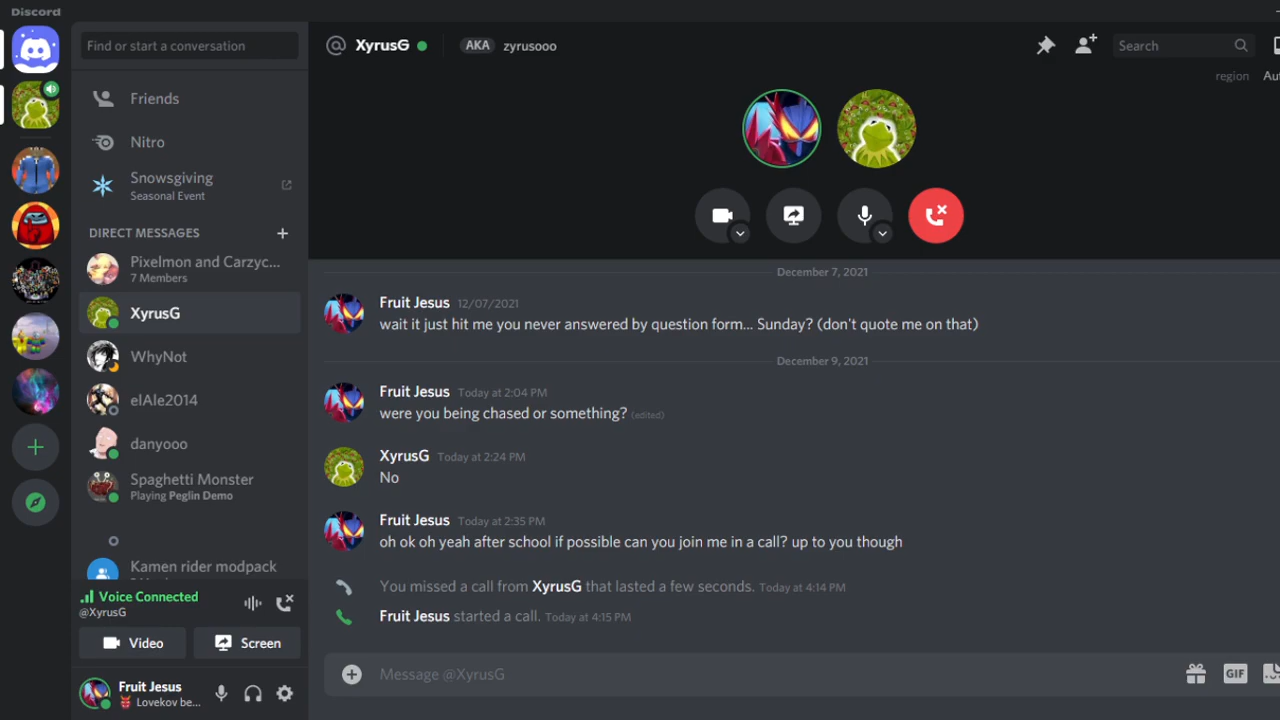 Discord
Find or start a conversation
Friends
Nitro
Snowsgiving
Seasonal Event
DIRECT MESSAGES
Pixelmon and Carzyc...
7 Members
XyrusG
WhyNot
elAle2014
danyooo
Spaghetti Monster
Playing Peglin Demo
Kamen rider modpack
Voice Connected
@XyrusG
Video Screen
Fruit Jesus
Lovekov be...
XyrusG AKA zyrusooo
Search
region
December 7, 2021
Fruit Jesus 12/07/2021
wait it just hit me you never answered by question form... Sunday? (don't quote me on that)
December 9, 2021
Fruit Jesus Today at 2:04 PM
were you being chased or something? (edited)
XyrusG Today at 2:24 PM
No
Fruit Jesus Today at 2:35 PM
oh ok oh yeah after school if possible can you join me in a call? up to you though
You missed a call from XyrusG that lasted a few seconds. Today at 4:14 PM
Fruit Jesus started a call. Today at 4:15 PM
Message @XyrusG
GIF